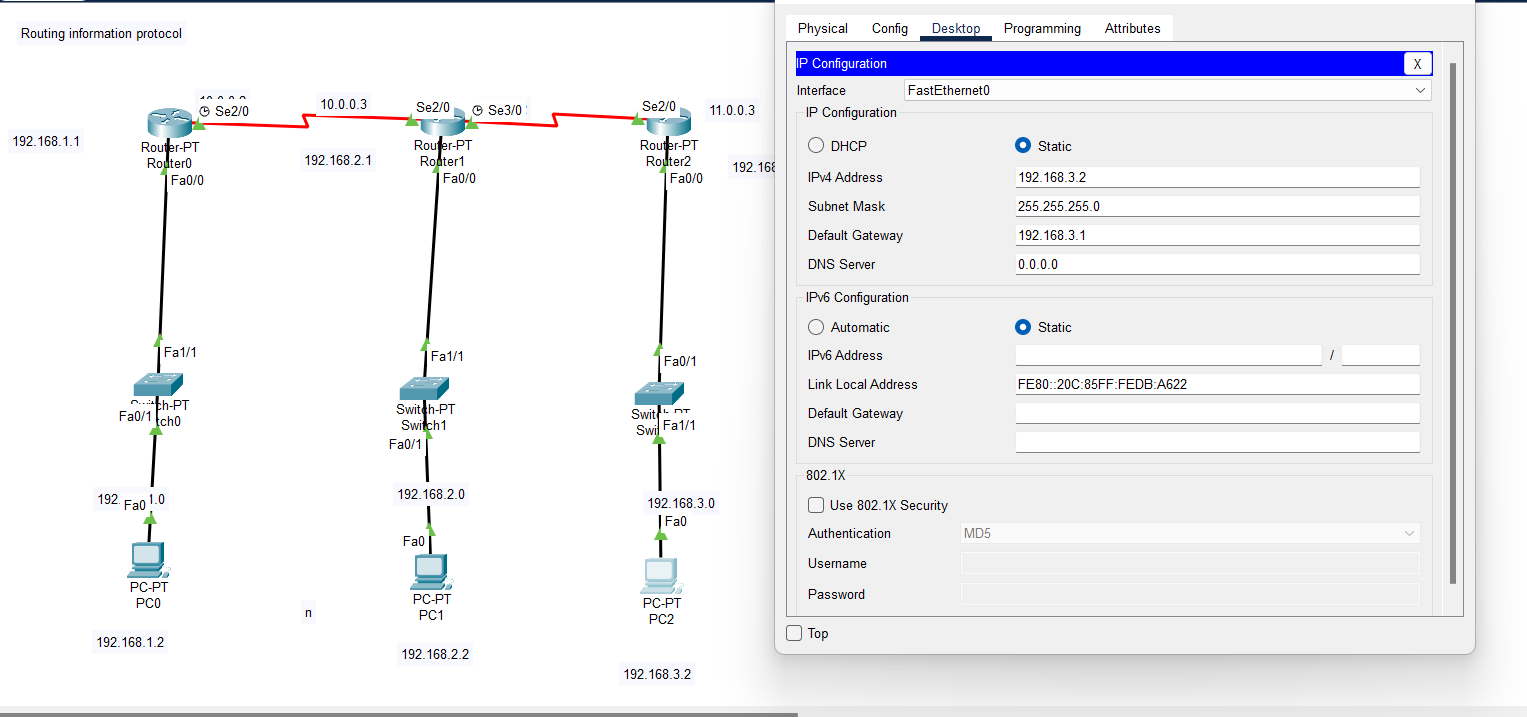 Routing information protocol
Se2/0
10.0.0.3
Se2/0
Se3/0
Se2/0
11.0.0.3
192.168.1.1
Router-PT
Router0
Fa0/0
192.168.2.1
Router-PT
Router1
Fa0/0
Router-PT
Router2
Fa0/0
192.168
Fa1/1
Switch-PT
Fa0/1
tch0
Fa1/1
Switch-PT
Switch1
Fa0/1
Fa0/1
Fa1/1
192.
1.0
Fa0
192.168.2.0
Fa0
192.168.3.0
Fa0
PC-PT
PC0
192.168.1.2
n
PC-PT
PC1
192.168.2.2
PC-PT
PC2
192.168.3.2
Physical Config Desktop Programming Attributes
IP Configuration X
Interface FastEthernet0
IP Configuration
DHCP Static
IPv4 Address 192.168.3.2
Subnet Mask 255.255.255.0
Default Gateway 192.168.3.1
DNS Server 0.0.0.0
IPv6 Configuration
Automatic Static
IPv6 Address /
Link Local Address FE80::20C:85FF:FEDB:A622
Default Gateway
DNS Server
802.1X
Use 802.1X Security
Authentication MD5
Username
Password
Top